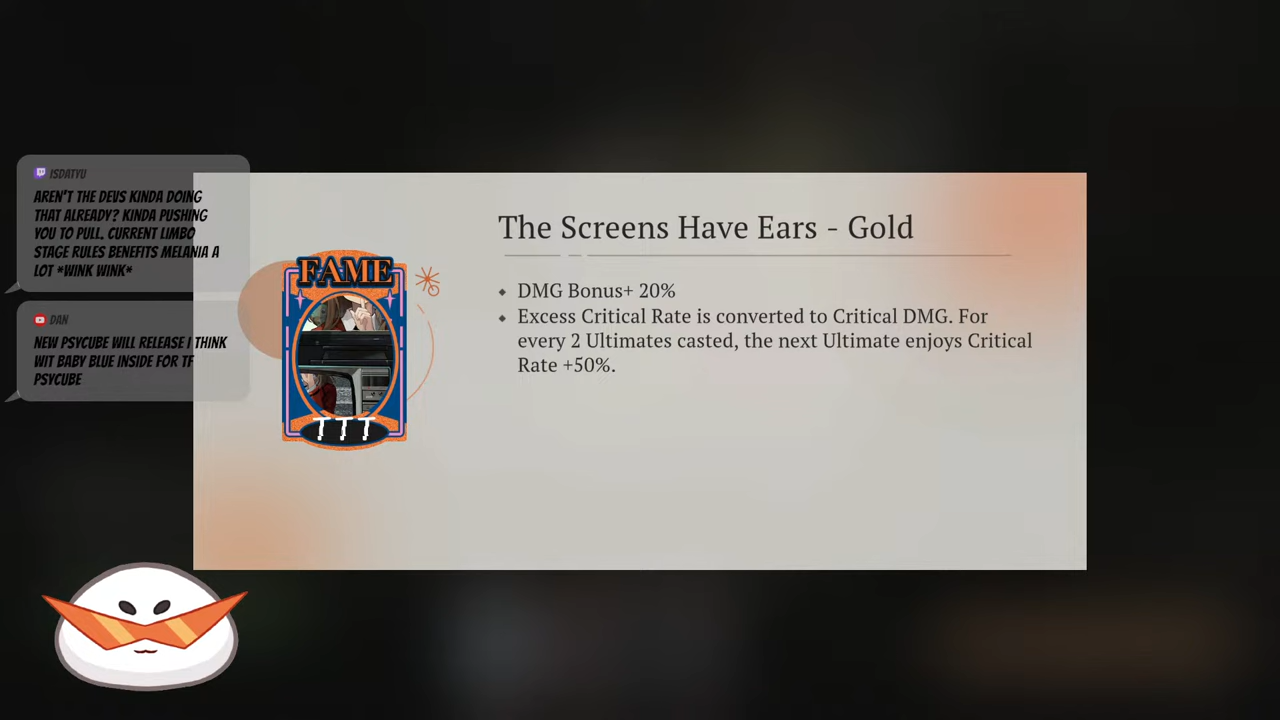 ISDATYU
AREN'T THE DEVS KINDA DOING
THAT ALREADY? KINDA PUSHING
YOU TO PULL. CURRENT LIMBO
STAGE RULES BENEFITS MELANIA A
LOT *WINK WINK*
DAN
NEW PSYCUBE WILL RELEASE I THINK
WIT BABY BLUE INSIDE FOR TF
PSYCUBE
FAME
TTT
The Screens Have Ears - Gold
DMG Bonus+ 20%
Excess Critical Rate is converted to Critical DMG. For
every 2 Ultimates casted, the next Ultimate enjoys Critical
Rate +50%.